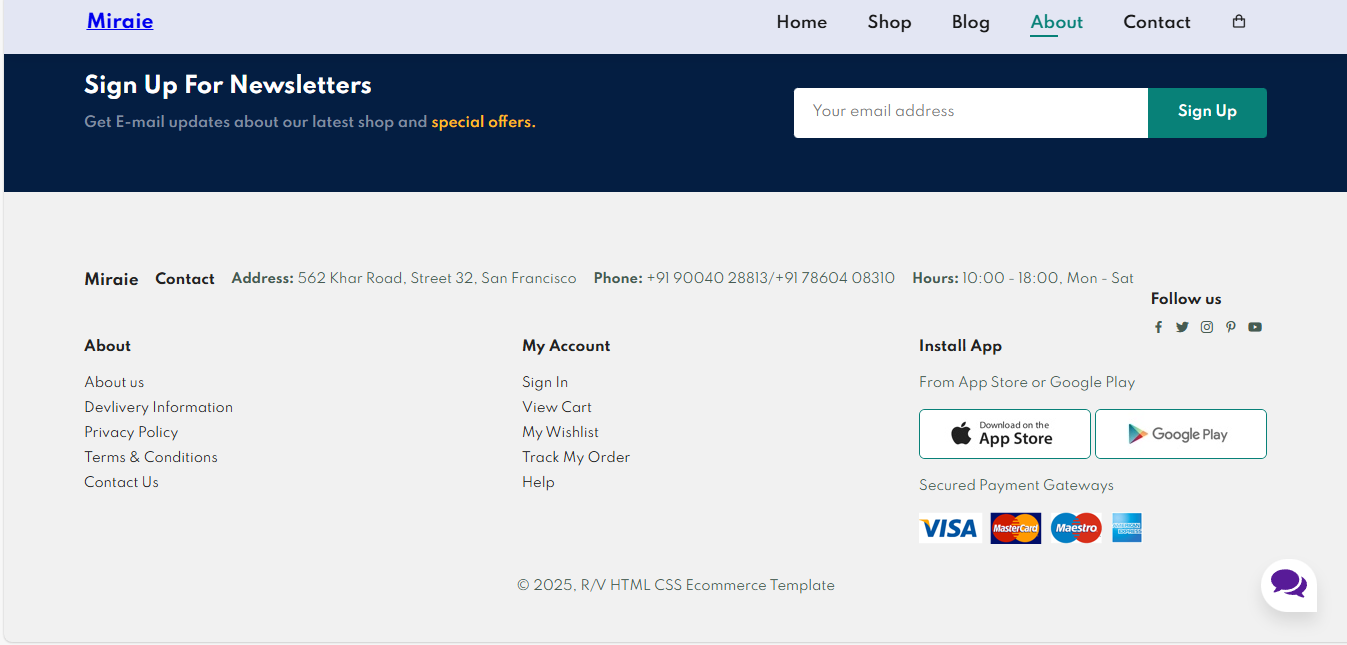 Miraie
Home Shop Blog About Contact
Sign Up For Newsletters
Get E-mail updates about our latest shop and special offers.
Your email address
Sign Up
Miraie Contact Address: 562 Khar Road, Street 32, San Francisco Phone: +91 90040 28813/+91 78604 08310 Hours: 10:00 - 18:00, Mon - Sat
Follow us
About
About us
Devlivery Information
Privacy Policy
Terms & Conditions
Contact Us
My Account
Sign In
View Cart
My Wishlist
Track My Order
Help
Install App
From App Store or Google Play
Download on the
App Store
Google Play
Secured Payment Gateways
VISA MasterCard Maestro AMERICAN
EXPRESS
© 2025, R/V HTML CSS Ecommerce Template